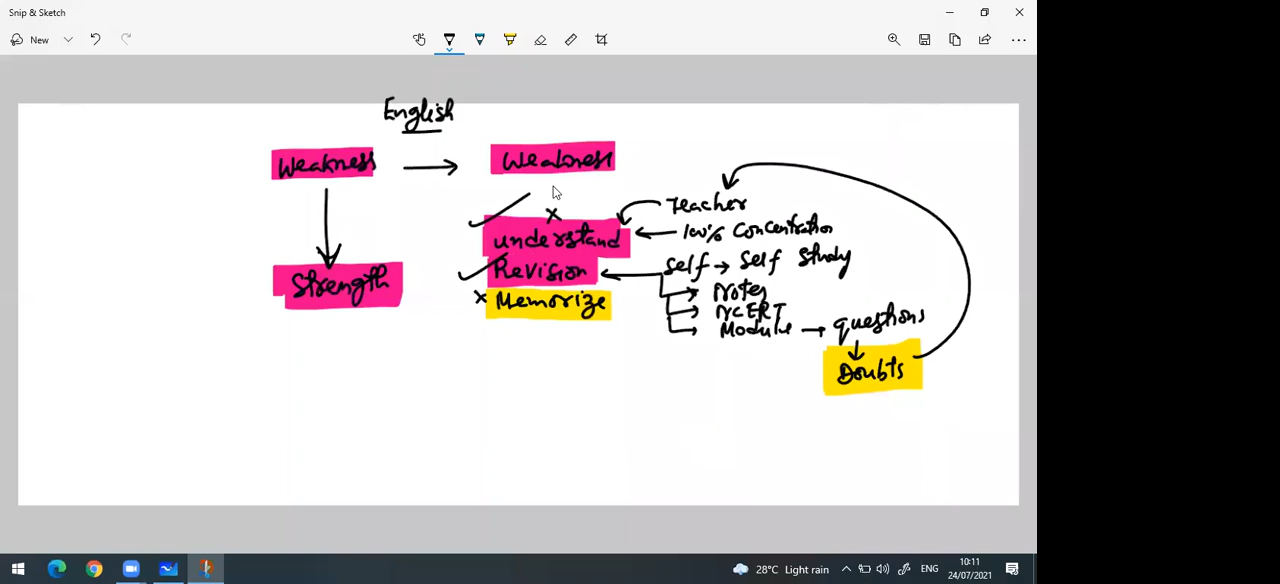 Snip & Sketch
New
English
Weakness → Weakness
×
Teacher
understand
100% Concentration
Revision
Self → Self Study
× Memorize
Notes
NCERT
Module → questions
Strength
Doubts
28°C Light rain
ENG
10:11
24/07/2021